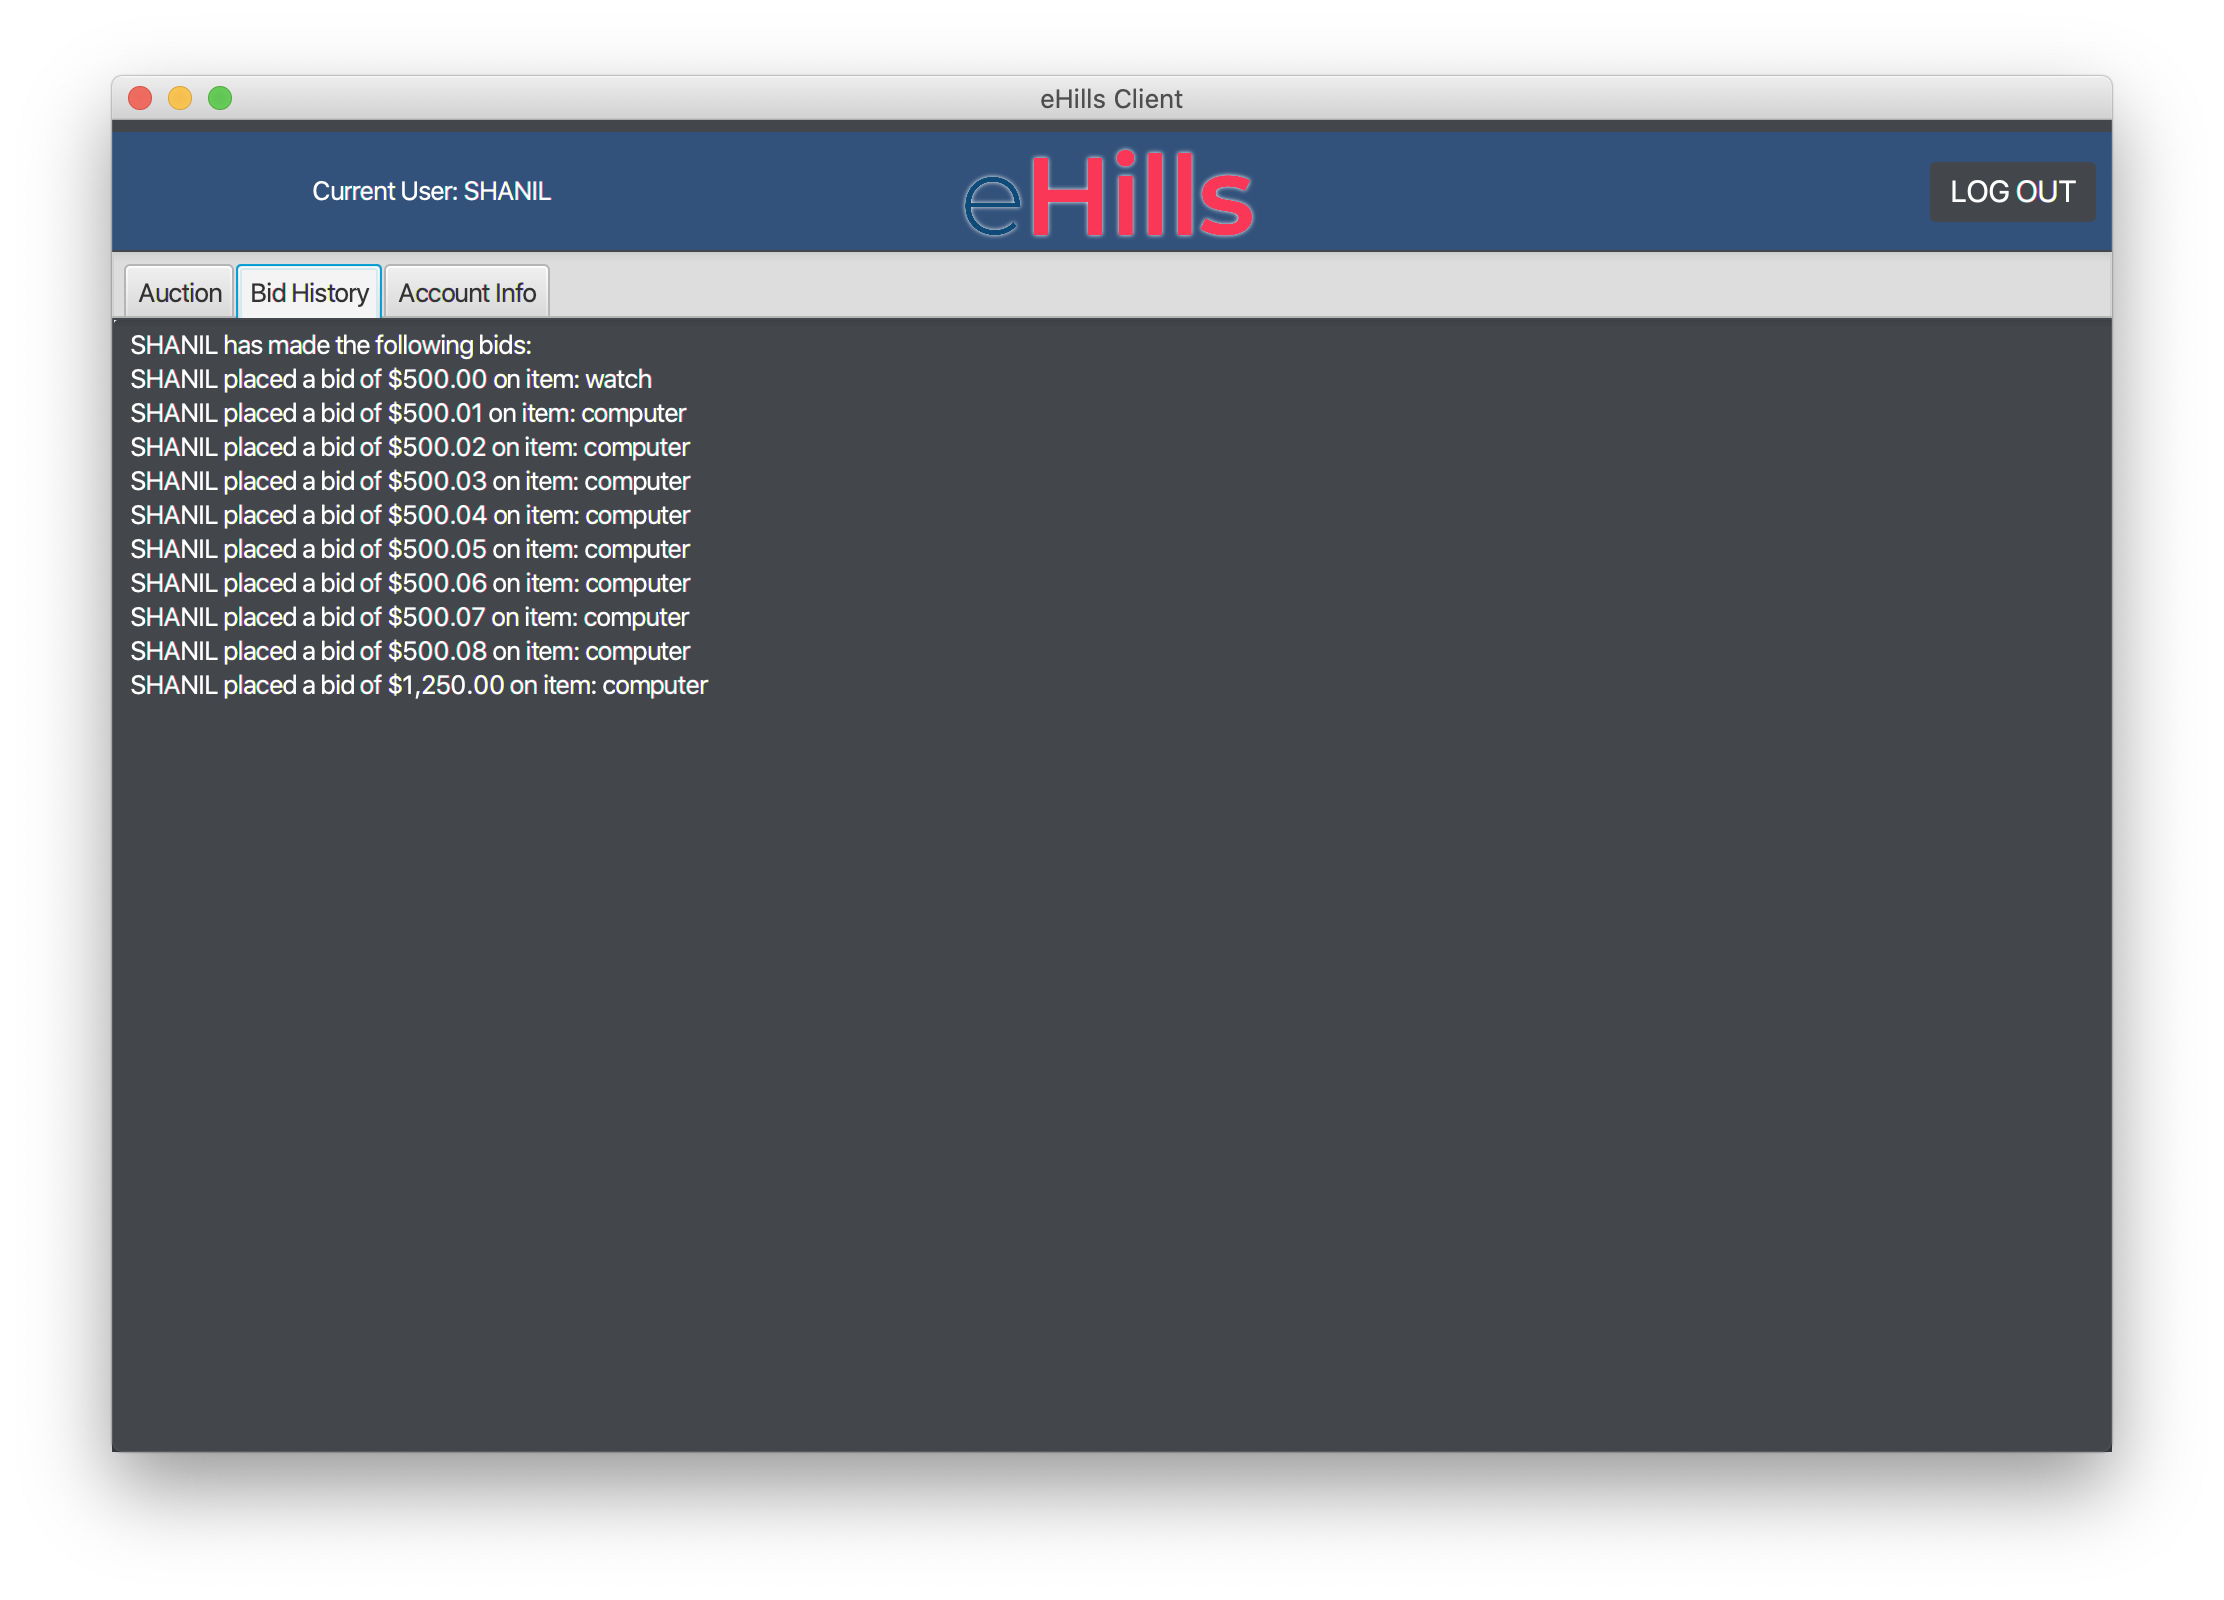 eHills Client
Current User: SHANIL
eHills
LOG OUT
Auction
Bid History
Account Info
SHANIL has made the following bids:
SHANIL placed a bid of $500.00 on item: watch
SHANIL placed a bid of $500.01 on item: computer
SHANIL placed a bid of $500.02 on item: computer
SHANIL placed a bid of $500.03 on item: computer
SHANIL placed a bid of $500.04 on item: computer
SHANIL placed a bid of $500.05 on item: computer
SHANIL placed a bid of $500.06 on item: computer
SHANIL placed a bid of $500.07 on item: computer
SHANIL placed a bid of $500.08 on item: computer
SHANIL placed a bid of $1,250.00 on item: computer